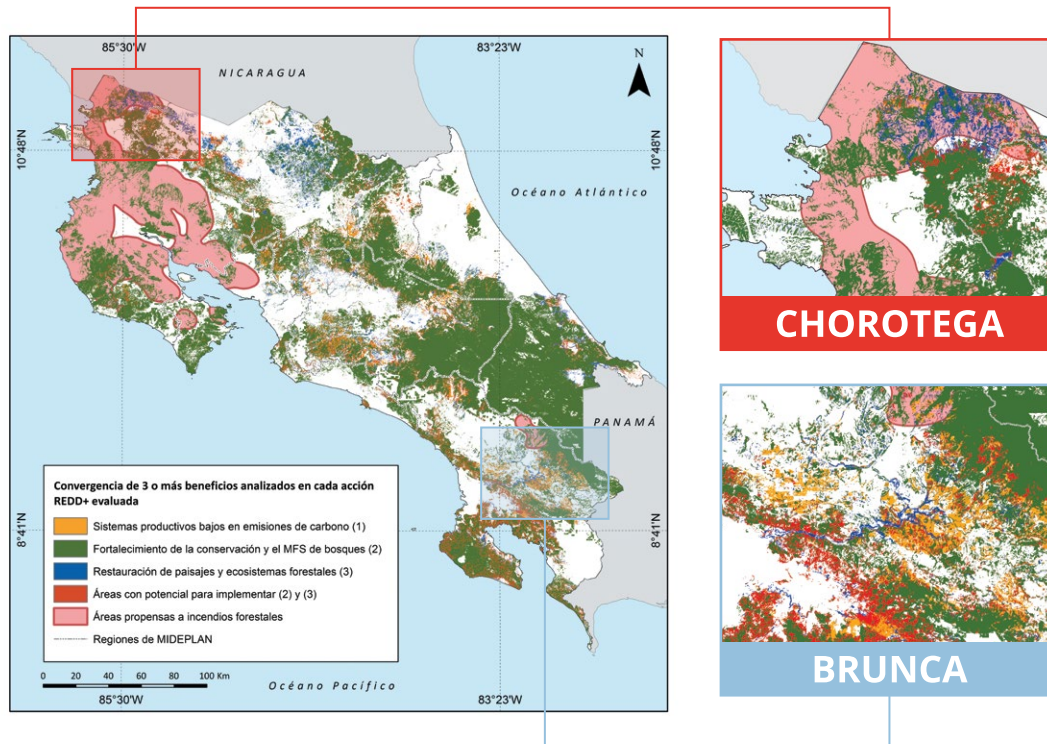 85°30'W
83°23'W
N
NICARAGUA
10°48'N
10°48'N
Océano Atlántico
PANAMÁ
8°41'N
8°41'N
Convergencia de 3 o más beneficios analizados en cada acción
REDD+ evaluada
Sistemas productivos bajos en emisiones de carbono (1)
Fortalecimiento de la conservación y el MFS de bosques (2)
Restauración de paisajes y ecosistemas forestales (3)
Áreas con potencial para implementar (2) y (3)
Áreas propensas a incendios forestales
Regiones de MIDEPLAN
0 20 40 60 80 100 Km
Océano Pacífico
85°30'W
83°23'W
CHOROTEGA
BRUNCA